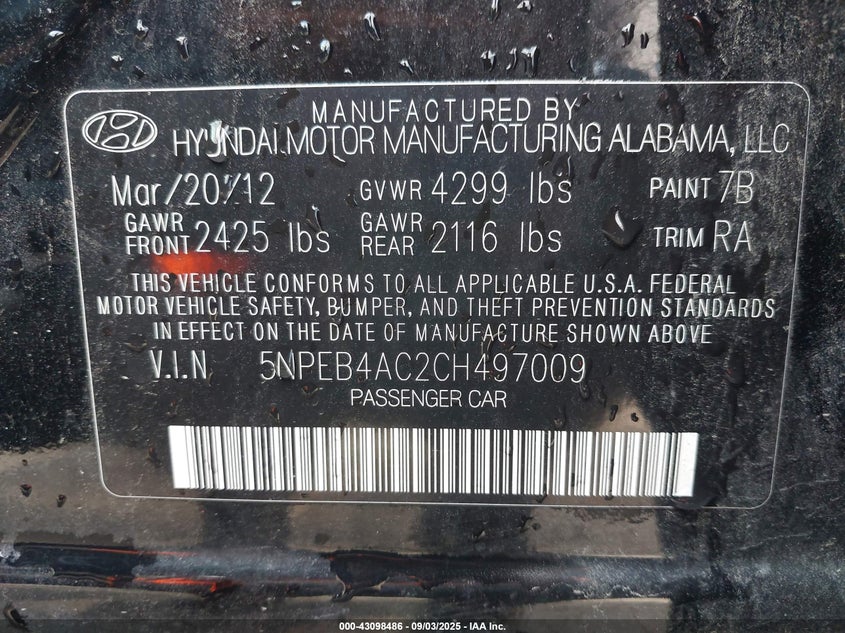 MANUFACTURED BY
HYUNDAI MOTOR MANUFACTURING ALABAMA, LLC
Mar/2012 GVWR 4299 lbs PAINT 7B
GAWR FRONT 2425 lbs GAWR REAR 2116 lbs TRIM RA
THIS VEHICLE CONFORMS TO ALL APPLICABLE U.S.A. FEDERAL
MOTOR VEHICLE SAFETY, BUMPER, AND THEFT PREVENTION STANDARDS
IN EFFECT ON THE DATE OF MANUFACTURE SHOWN ABOVE
V.I.N 5NPEB4AC2CH497009
PASSENGER CAR
000-43098486 - 09/03/2025 - IAA Inc.